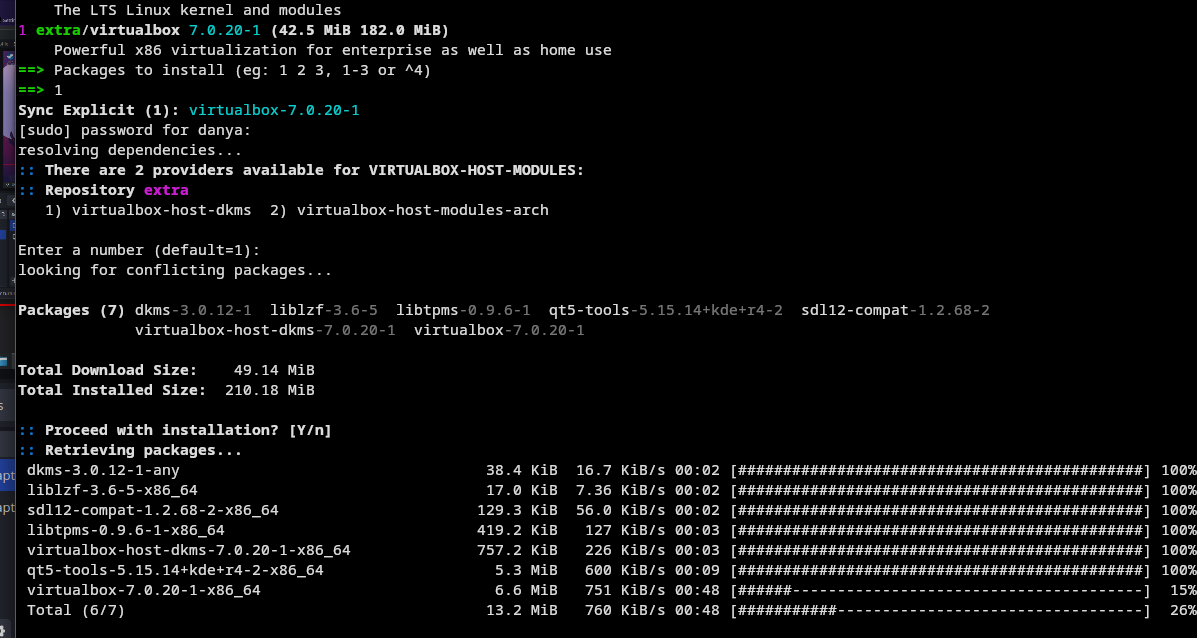 The LTS Linux kernel and modules
1 extra/virtualbox 7.0.20-1 (42.5 MiB 182.0 MiB)
Powerful x86 virtualization for enterprise as well as home use
==> Packages to install (eg: 1 2 3, 1-3 or ^4)
==> 1
Sync Explicit (1): virtualbox-7.0.20-1
[sudo] password for danya:
resolving dependencies...
:: There are 2 providers available for VIRTUALBOX-HOST-MODULES:
:: Repository extra
1) virtualbox-host-dkms  2) virtualbox-host-modules-arch
Enter a number (default=1):
looking for conflicting packages...
Packages (7) dkms-3.0.12-1  liblzf-3.6-5  libtpms-0.9.6-1  qt5-tools-5.15.14+kde+r4-2  sdl12-compat-1.2.68-2
virtualbox-host-dkms-7.0.20-1  virtualbox-7.0.20-1
Total Download Size:    49.14 MiB
Total Installed Size:  210.18 MiB
:: Proceed with installation? [Y/n]
:: Retrieving packages...
dkms-3.0.12-1-any 38.4 KiB 16.7 KiB/s 00:02 [#############################################] 100%
liblzf-3.6-5-x86_64 17.0 KiB 7.36 KiB/s 00:02 [#############################################] 100%
sdl12-compat-1.2.68-2-x86_64 129.3 KiB 56.0 KiB/s 00:02 [#############################################] 100%
libtpms-0.9.6-1-x86_64 419.2 KiB 127 KiB/s 00:03 [#############################################] 100%
virtualbox-host-dkms-7.0.20-1-x86_64 757.2 KiB 226 KiB/s 00:03 [#############################################] 100%
qt5-tools-5.15.14+kde+r4-2-x86_64 5.3 MiB 600 KiB/s 00:09 [#############################################] 100%
virtualbox-7.0.20-1-x86_64 6.6 MiB 751 KiB/s 00:48 [######---------------------------------------] 15%
Total (6/7) 13.2 MiB 760 KiB/s 00:48 [###########----------------------------------] 26%